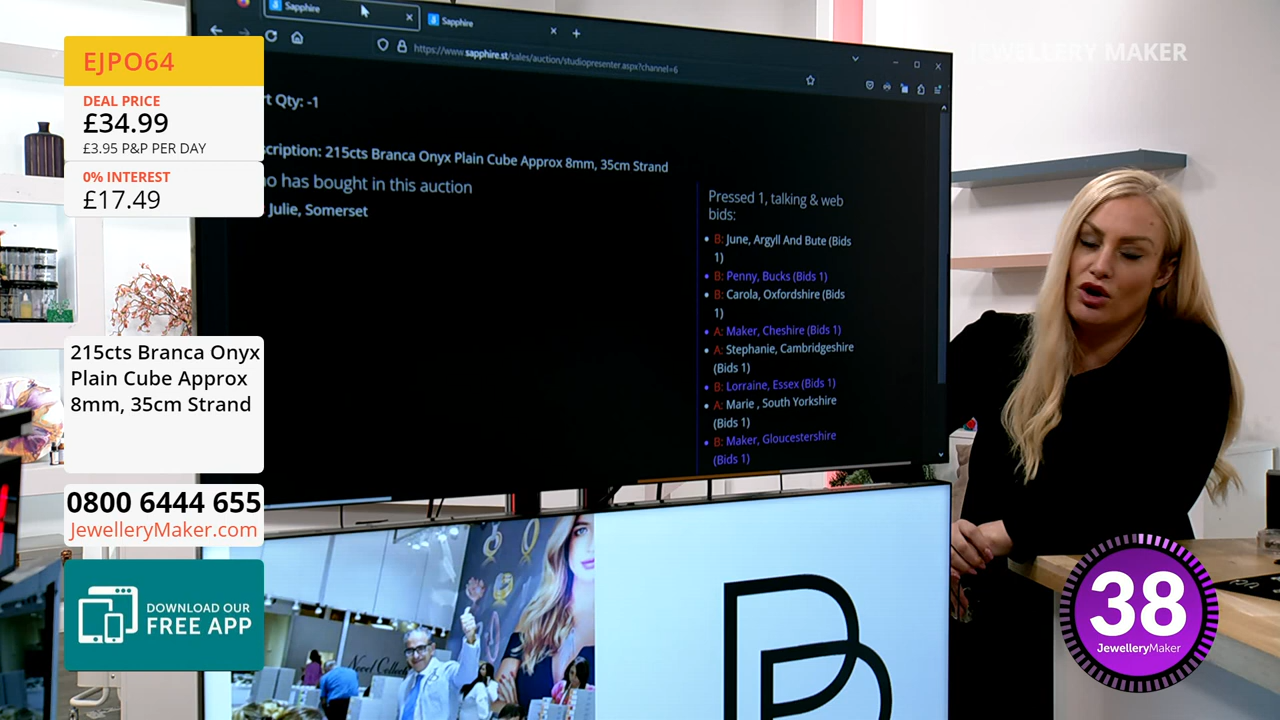 EJPO64
DEAL PRICE
£34.99
£3.95 P&P PER DAY
0% INTEREST
£17.49
215cts Branca Onyx
Plain Cube Approx
8mm, 35cm Strand
0800 6444 655
JewelleryMaker.com
DOWNLOAD OUR
FREE APP
Sapphire
Sapphire
https://www.sapphire.st/sales/auction/studiopresenter.aspx?channel=6
rt Qty: -1
scription: 215cts Branca Onyx Plain Cube Approx 8mm, 35cm Strand
o has bought in this auction
Julie, Somerset
Pressed 1, talking & web
bids:
B: June, Argyll And Bute (Bids
1)
B: Penny, Bucks (Bids 1)
B: Carola, Oxfordshire (Bids
1)
A: Maker, Cheshire (Bids 1)
A: Stephanie, Cambridgeshire
(Bids 1)
B: Lorraine, Essex (Bids 1)
A: Marie , South Yorkshire
(Bids 1)
B: Maker, Gloucestershire
(Bids 1)
JEWELLERY MAKER
38
JewelleryMaker